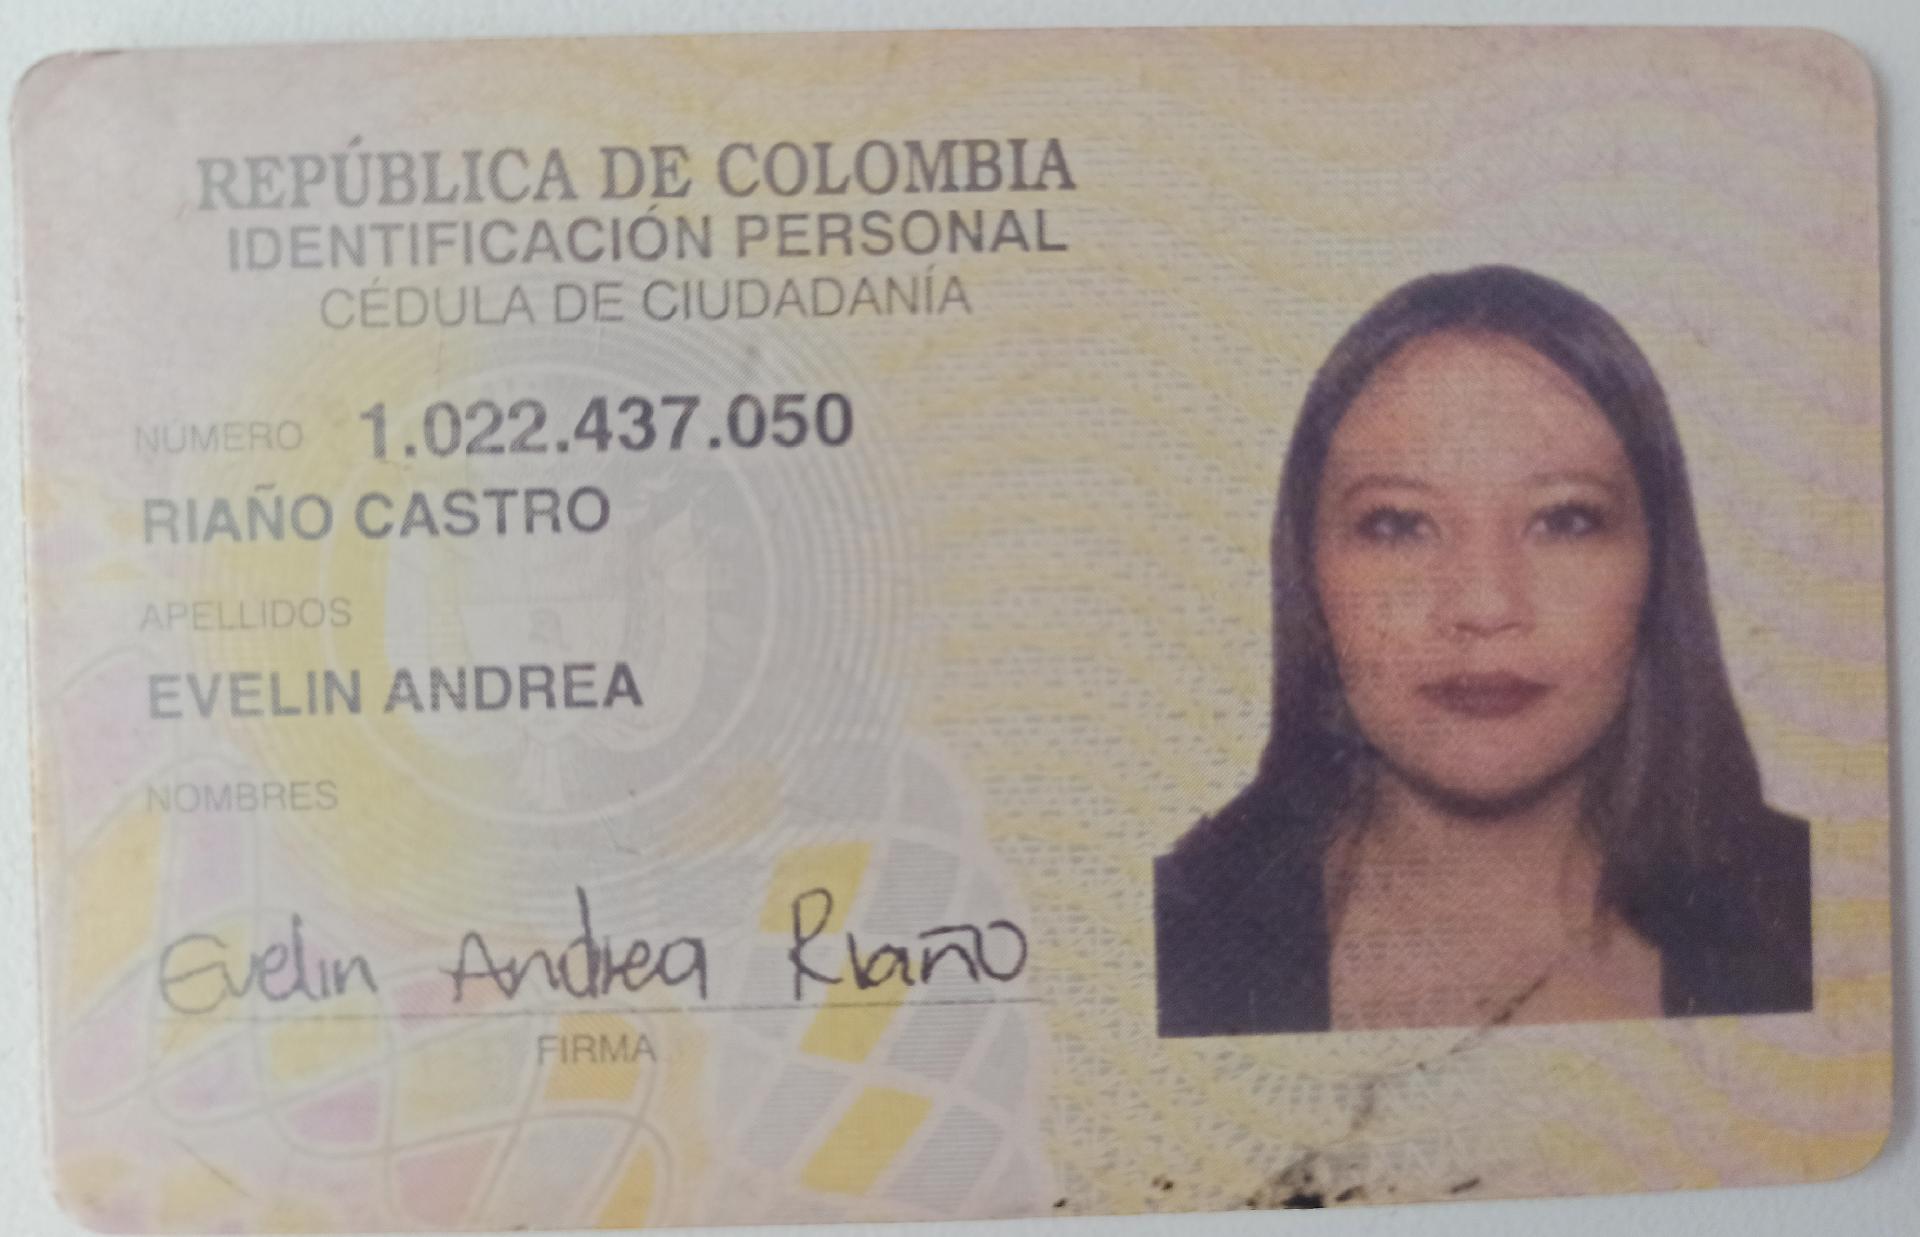 REPÚBLICA DE COLOMBIA
IDENTIFICACIÓN PERSONAL
CÉDULA DE CIUDADANÍA
NÚMERO 1.022.437.050
RIAÑO CASTRO
APELLIDOS
EVELIN ANDREA
NOMBRES
Evelin Andrea Riaño
FIRMA